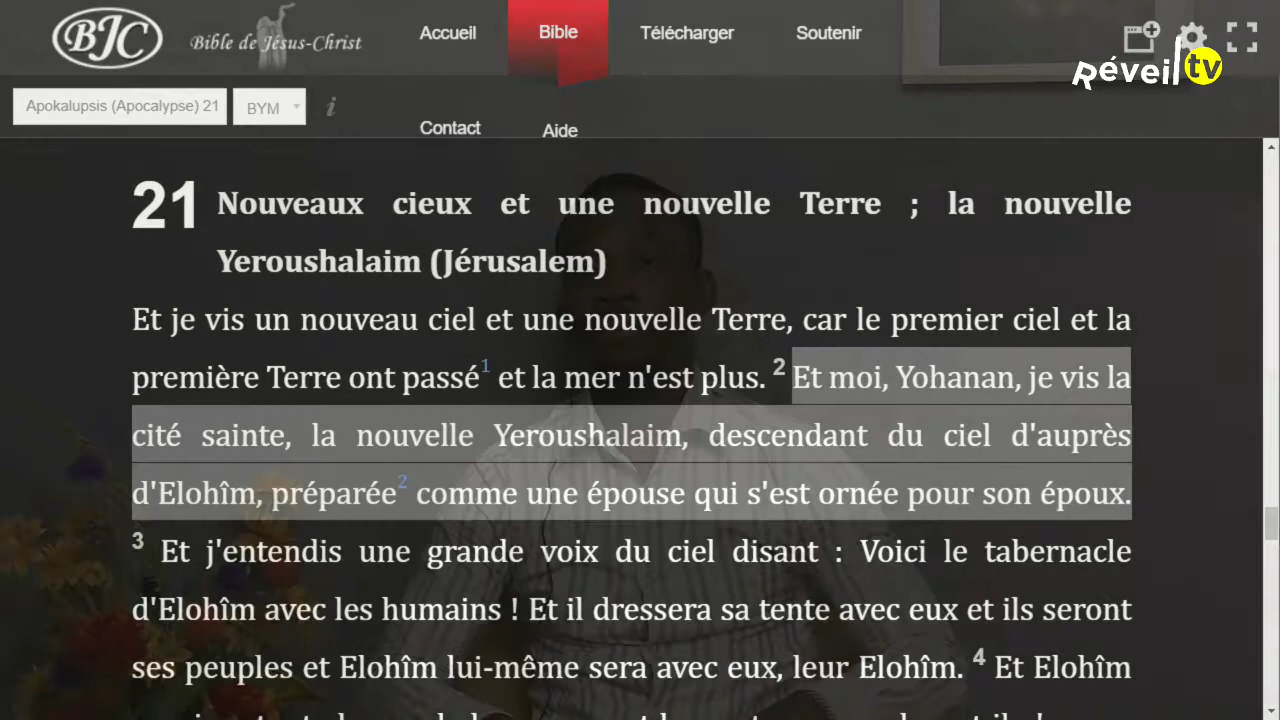 BJC Bible de Jésus-Christ Accueil Bible Télécharger Soutenir
Réveil tv
Apokalupsis (Apocalypse) 21 BYM i
Contact Aide
21 Nouveaux cieux et une nouvelle Terre ; la nouvelle
Yeroushalaim (Jérusalem)
Et je vis un nouveau ciel et une nouvelle Terre, car le premier ciel et la
première Terre ont passé1 et la mer n'est plus. 2 Et moi, Yohanan, je vis la
cité sainte, la nouvelle Yeroushalaim, descendant du ciel d'auprès
d'Elohîm, préparée2 comme une épouse qui s'est ornée pour son époux.
3 Et j'entendis une grande voix du ciel disant : Voici le tabernacle
d'Elohîm avec les humains ! Et il dressera sa tente avec eux et ils seront
ses peuples et Elohîm lui-même sera avec eux, leur Elohîm. 4 Et Elohîm